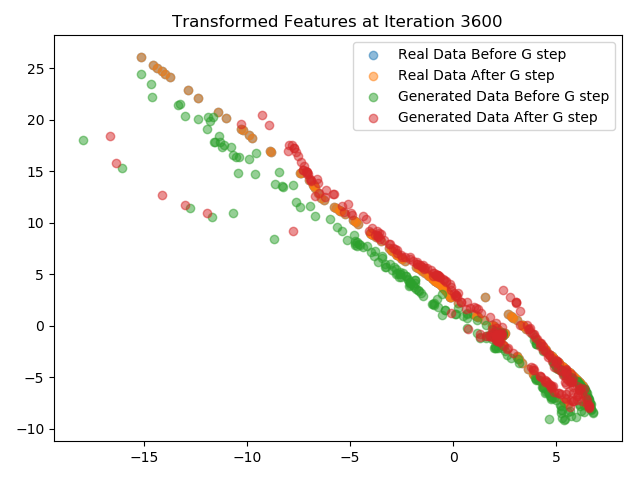 Transformed Features at Iteration 3600
Real Data Before G step
Real Data After G step
Generated Data Before G step
Generated Data After G step
25
20
15
10
5
0
−5
−10
−15
−10
−5
0
5